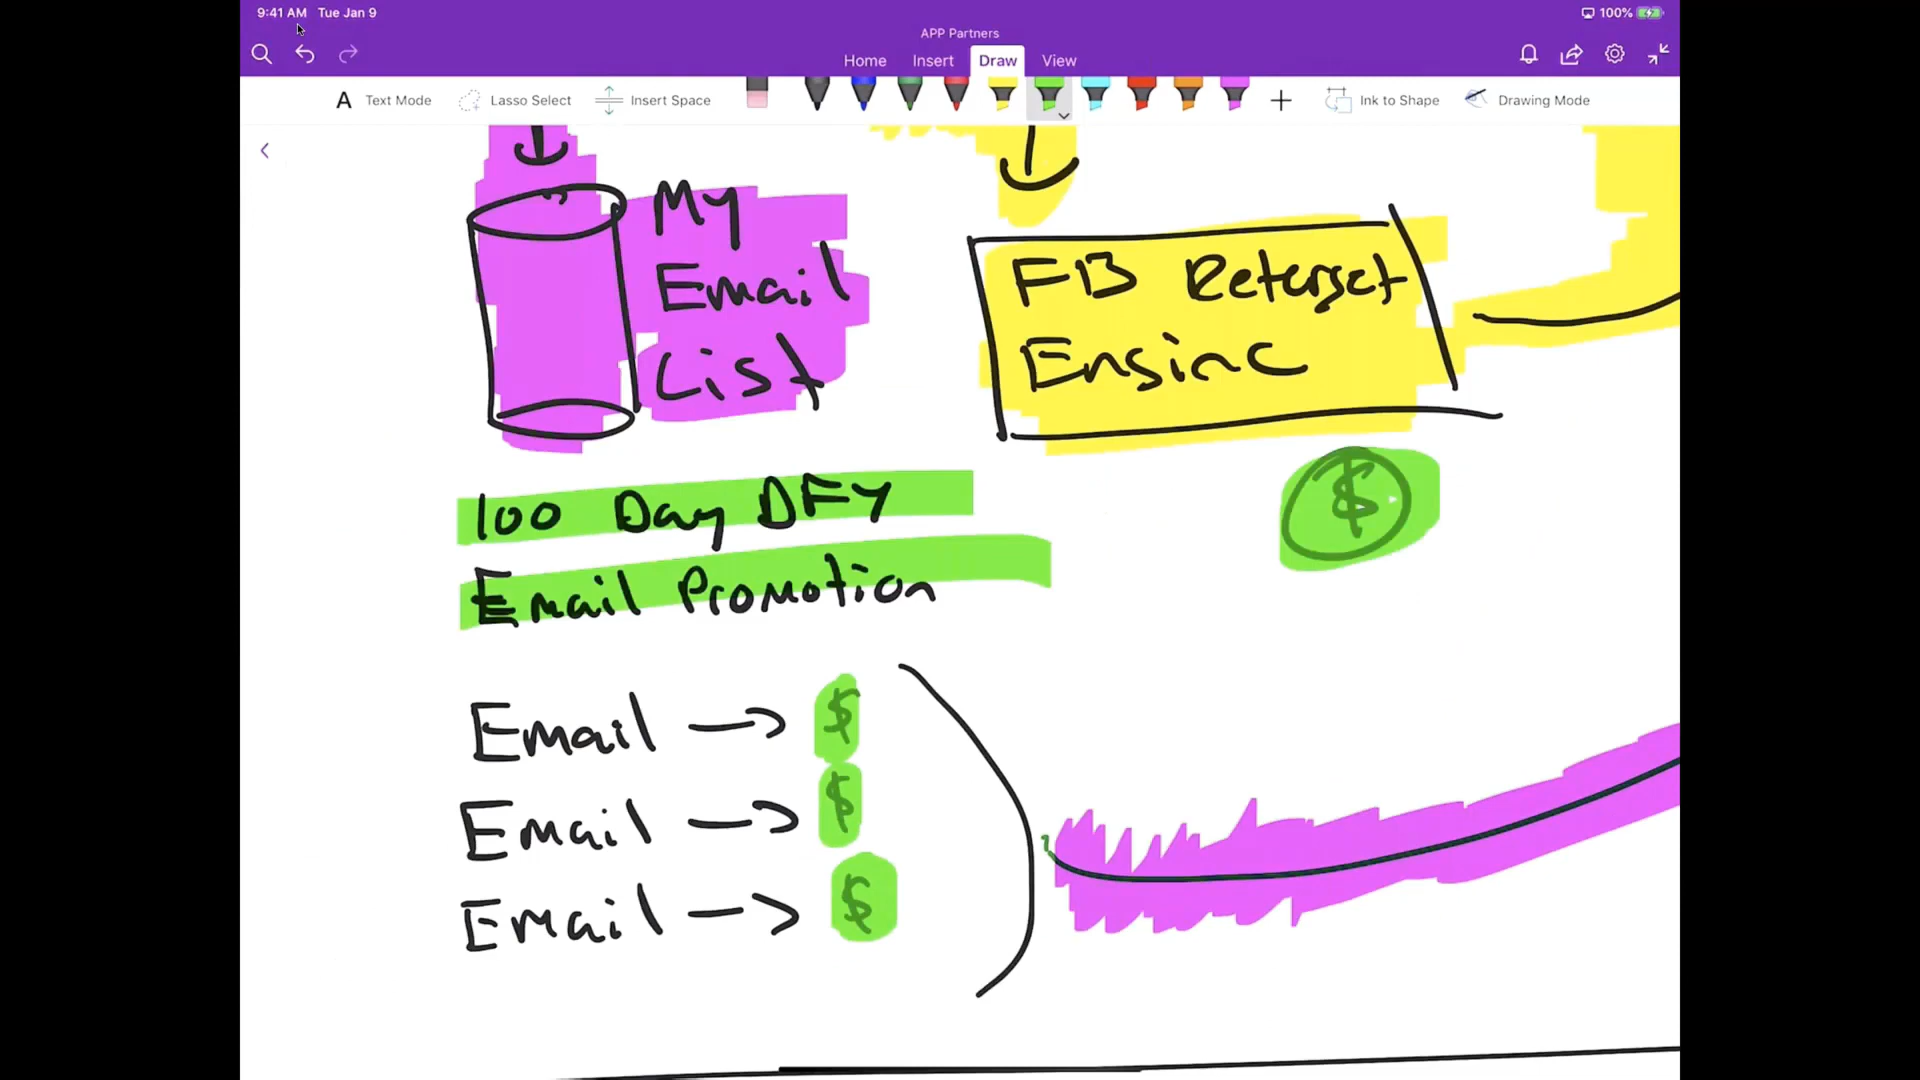 9:41 AM Tue Jan 9
100%
APP Partners
Home Insert Draw View
A Text Mode Lasso Select Insert Space Ink to Shape Drawing Mode
My
Email
List
FB Reterget
Engine
$
100 Day DFY
Email Promotion
Email → $
Email → $
Email → $